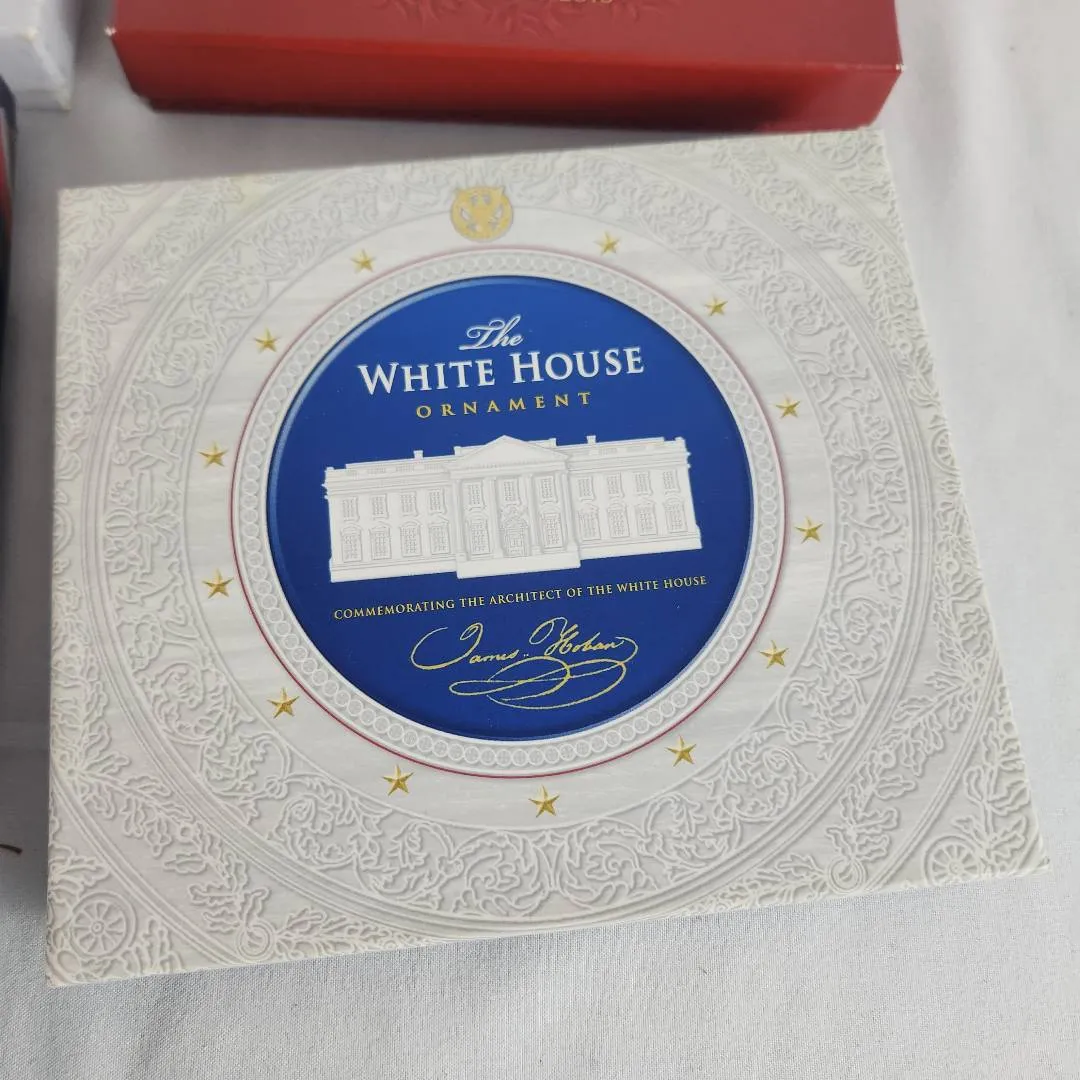 The
WHITE HOUSE
ORNAMENT
COMMEMORATING THE ARCHITECT OF THE WHITE HOUSE
James Hoban